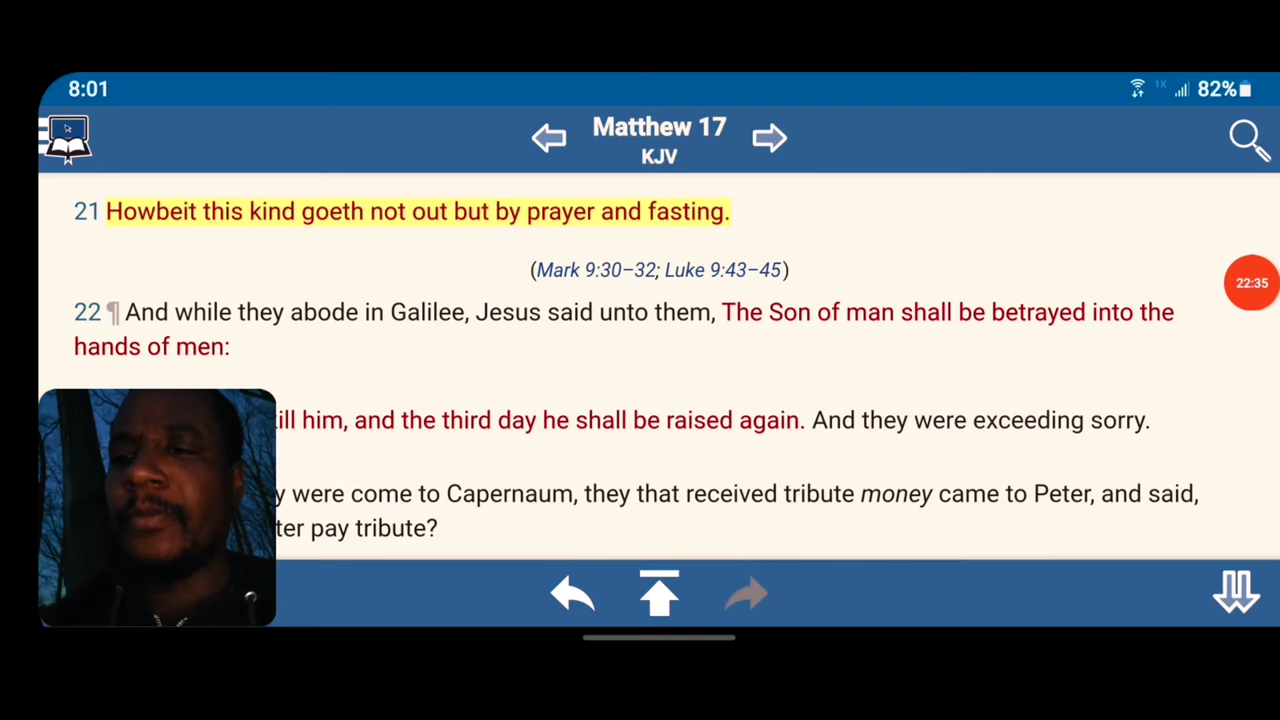 8:01
1X 82%
Matthew 17
KJV
21 Howbeit this kind goeth not out but by prayer and fasting.
(Mark 9:30–32; Luke 9:43–45)
22:35
22 ¶ And while they abode in Galilee, Jesus said unto them, The Son of man shall be betrayed into the
hands of men:
him, and the third day he shall be raised again. And they were exceeding sorry.
were come to Capernaum, they that received tribute money came to Peter, and said,
pay tribute?